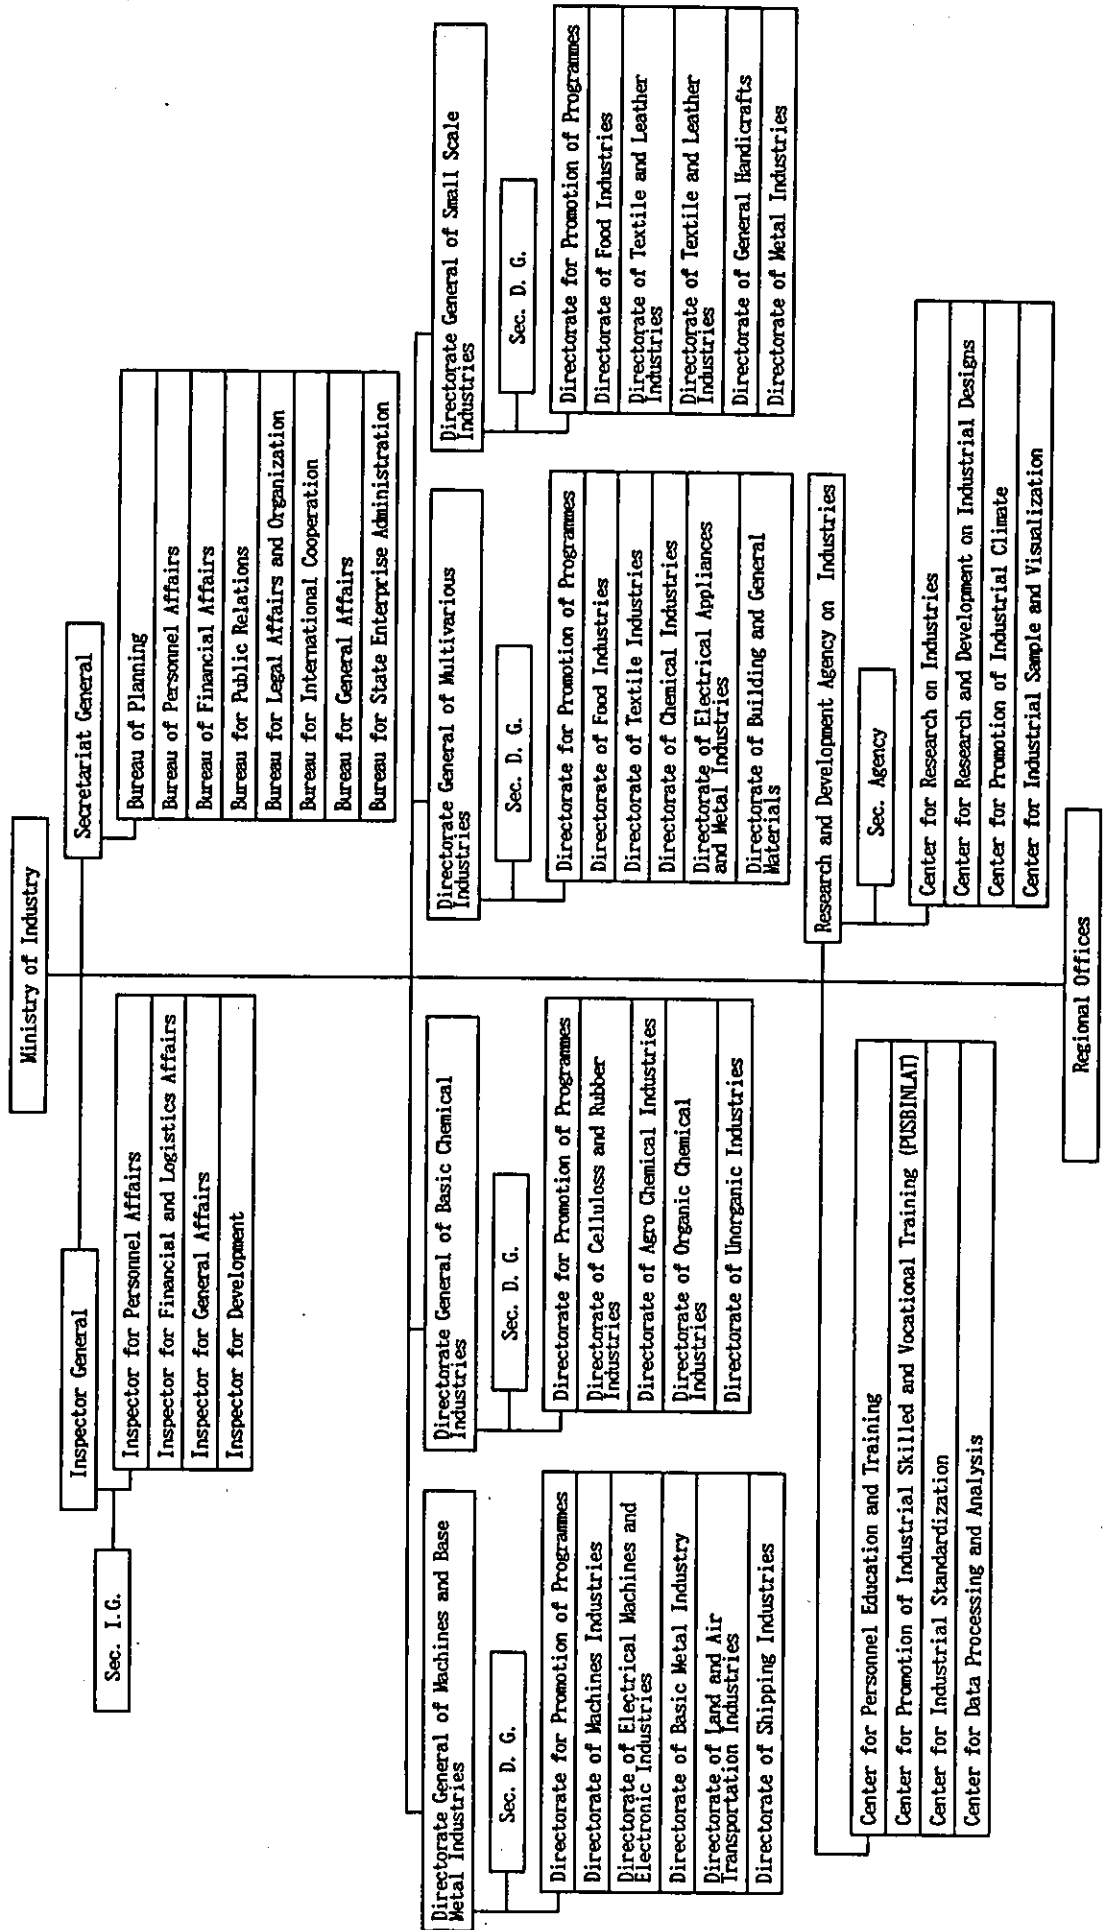 Ministry of Industry
Inspector General
Secretariat General
Sec. I.G.
Inspector for Personnel Affairs
Inspector for Financial and Logistics Affairs
Inspector for General Affairs
Inspector for Development
Bureau of Planning
Bureau of Personnel Affairs
Bureau of Financial Affairs
Bureau for Public Relations
Bureau for Legal Affairs and Organization
Bureau for International Cooperation
Bureau for General Affairs
Bureau for State Enterprise Administration
Directorate General of Machines and Base
Metal Industries
Sec. D. G.
Directorate for Promotion of Programmes
Directorate of Machines Industries
Directorate of Electrical Machines and
Electronic Industries
Directorate of Basic Metal Industry
Directorate of Land and Air
Transportation Industries
Directorate of Shipping Industries
Directorate General of Basic Chemical
Industries
Sec. D. G.
Directorate for Promotion of Programmes
Directorate of Celluloss and Rubber
Industries
Directorate of Agro Chemical Industries
Directorate of Organic Chemical
Industries
Directorate of Unorganic Industries
Directorate General of Multivarious
Industries
Sec. D. G.
Directorate for Promotion of Programmes
Directorate of Food Industries
Directorate of Textile Industries
Directorate of Chemical Industries
Directorate of Electrical Appliances
and Metal Industries
Directorate of Building and General
Materials
Directorate General of Small Scale
Industries
Sec. D. G.
Directorate for Promotion of Programmes
Directorate of Food Industries
Directorate of Textile and Leather
Industries
Directorate of Textile and Leather
Industries
Directorate of General Handicrafts
Directorate of Metal Industries
Center for Personnel Education and Training
Center for Promotion of Industrial Skilled and Vocational Training (PUSBINLAT)
Center for Industrial Standardization
Center for Data Processing and Analysis
Research and Development Agency on Industries
Sec. Agency
Center for Research on Industries
Center for Research and Development on Industrial Designs
Center for Promotion of Industrial Climate
Center for Industrial Sample and Visualization
Regional Offices